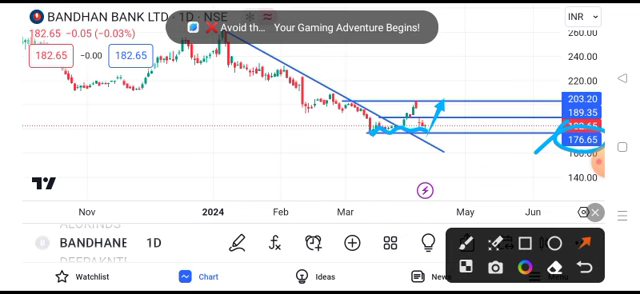 BANDHAN BANK LTD · 1D · NSE
182.65 -0.05 (-0.03%)
182.65 -0.00 182.65
❌ Avoid th... Your Gaming Adventure Begins!
INR
260.00
240.00
220.00
203.20
189.35
176.65
160.00
140.00
Nov 2024 Feb Mar May Jun
BANDHANE 1D
Watchlist Chart Ideas News